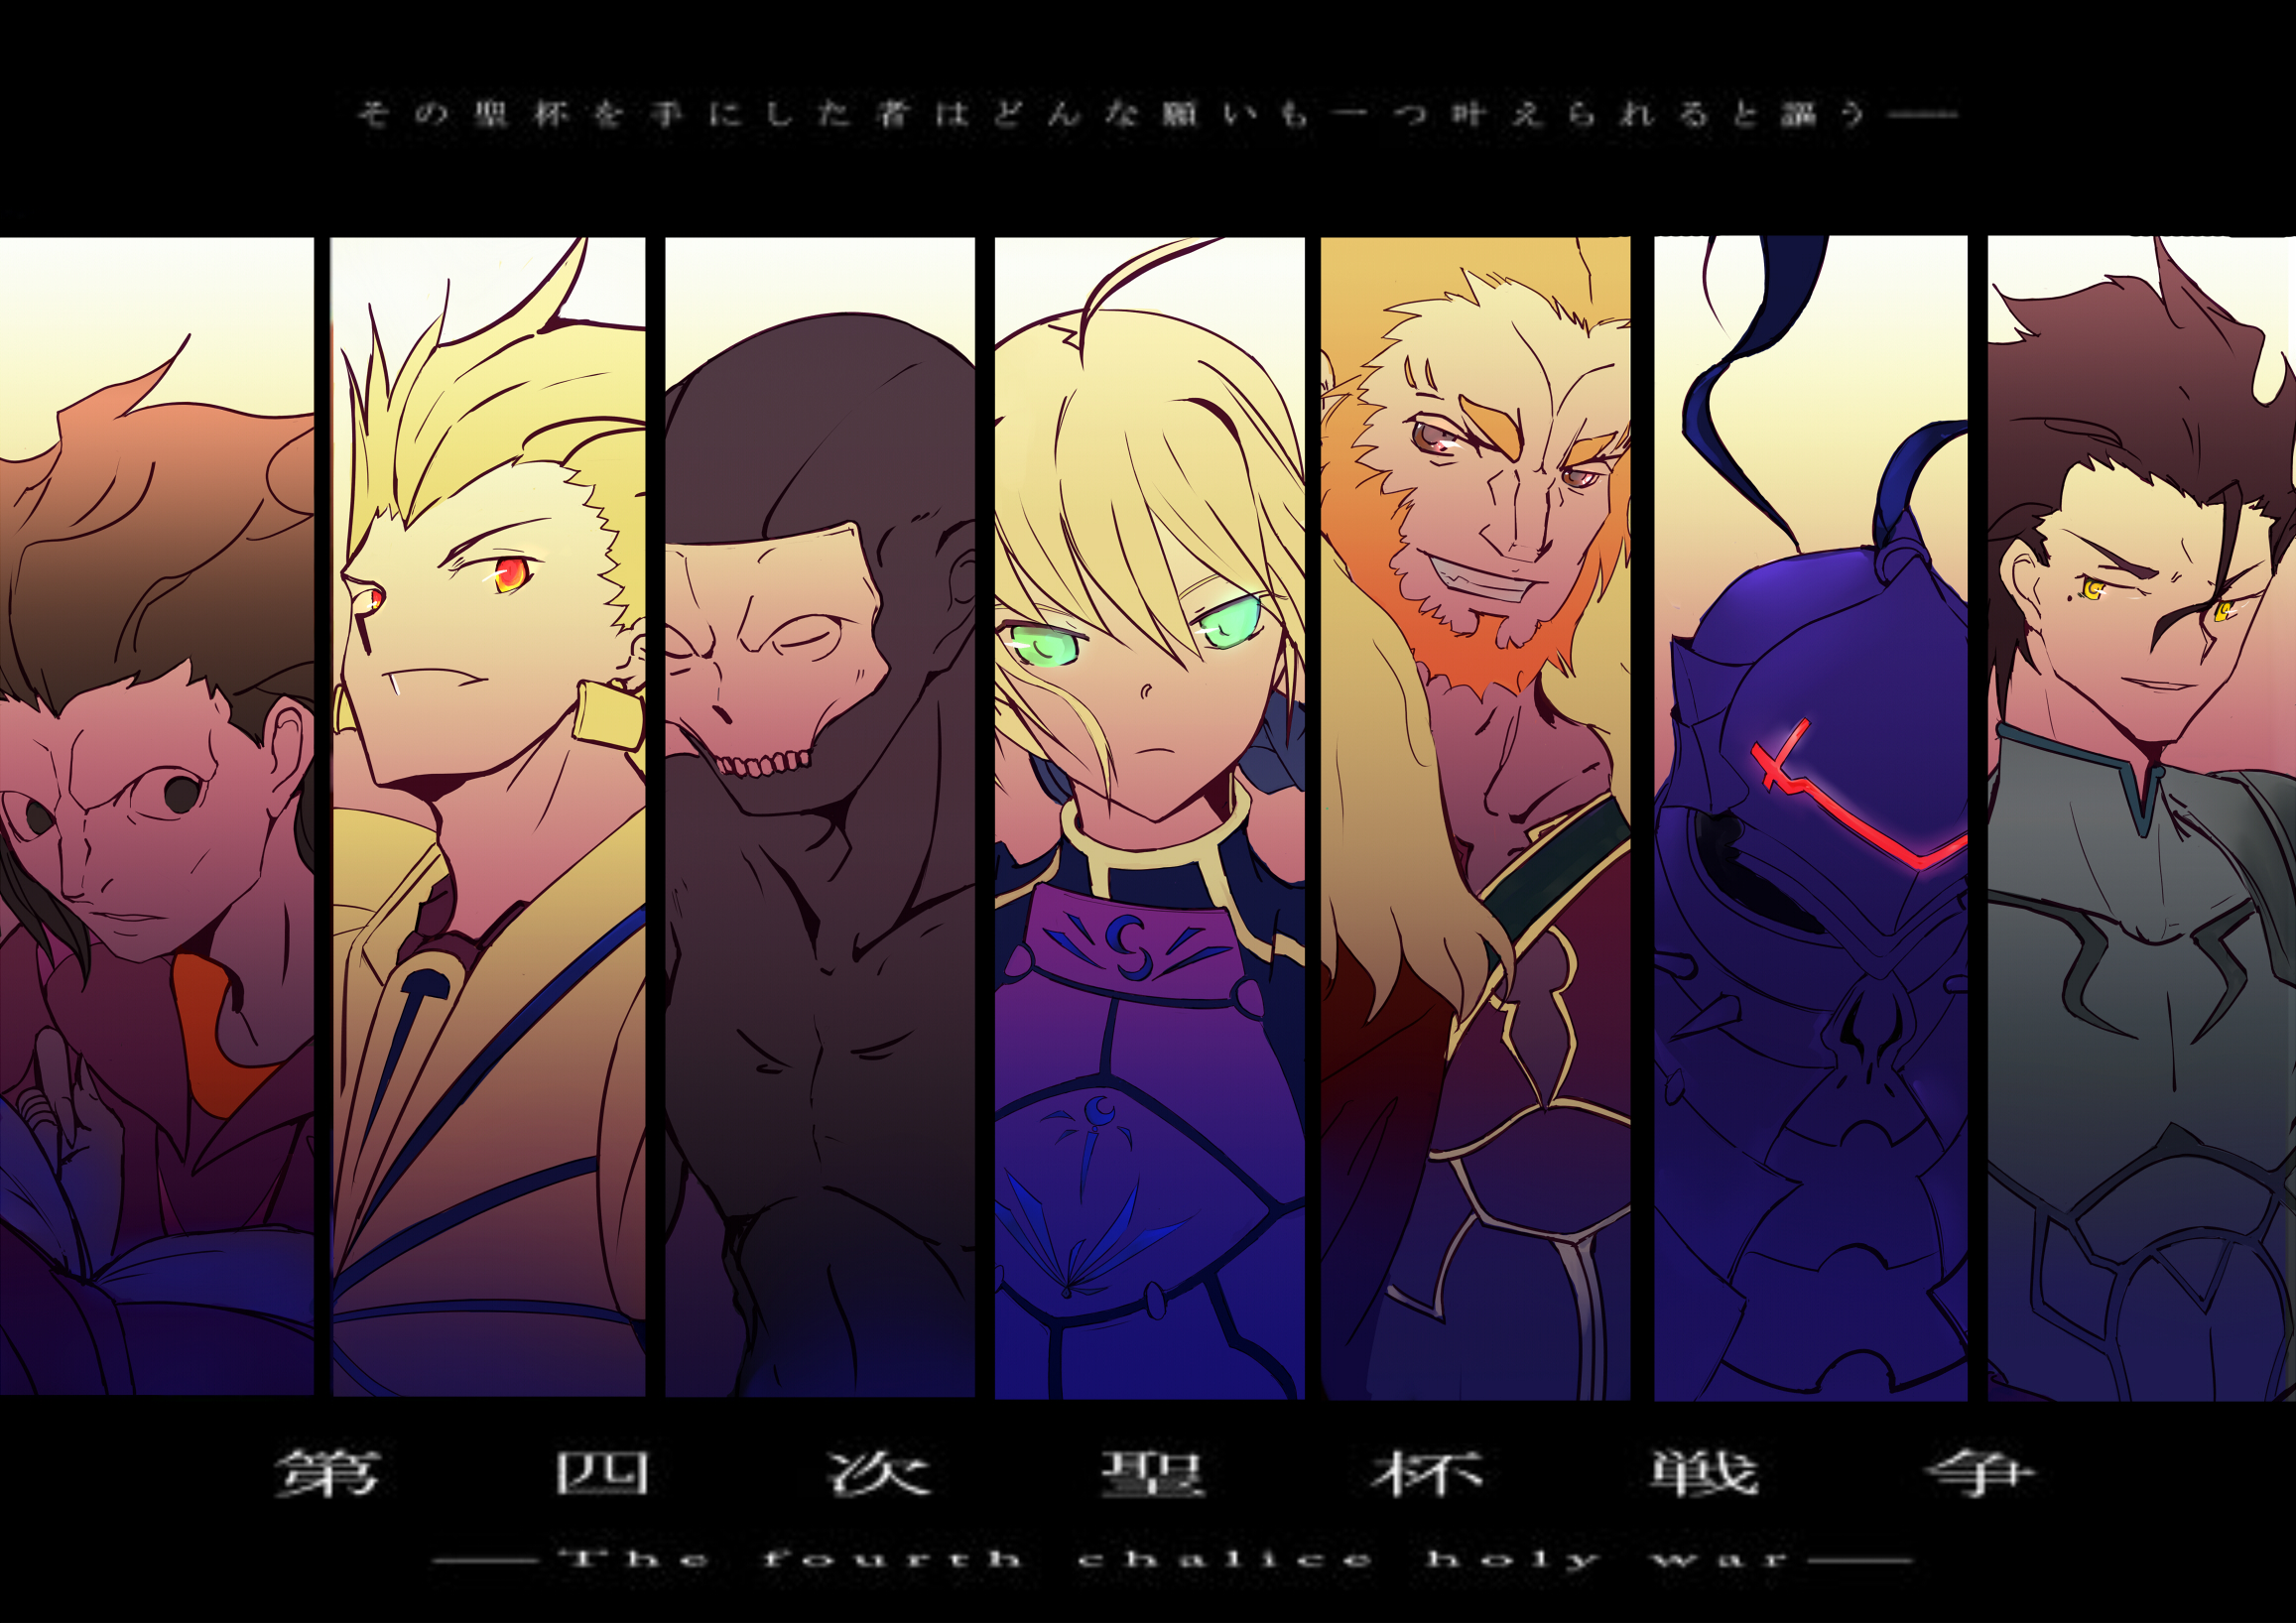 その聖杯を手にした者はどんな願いも一つ叶えられると謳う――
第四次聖杯戦争
――The fourth chalice holy war――